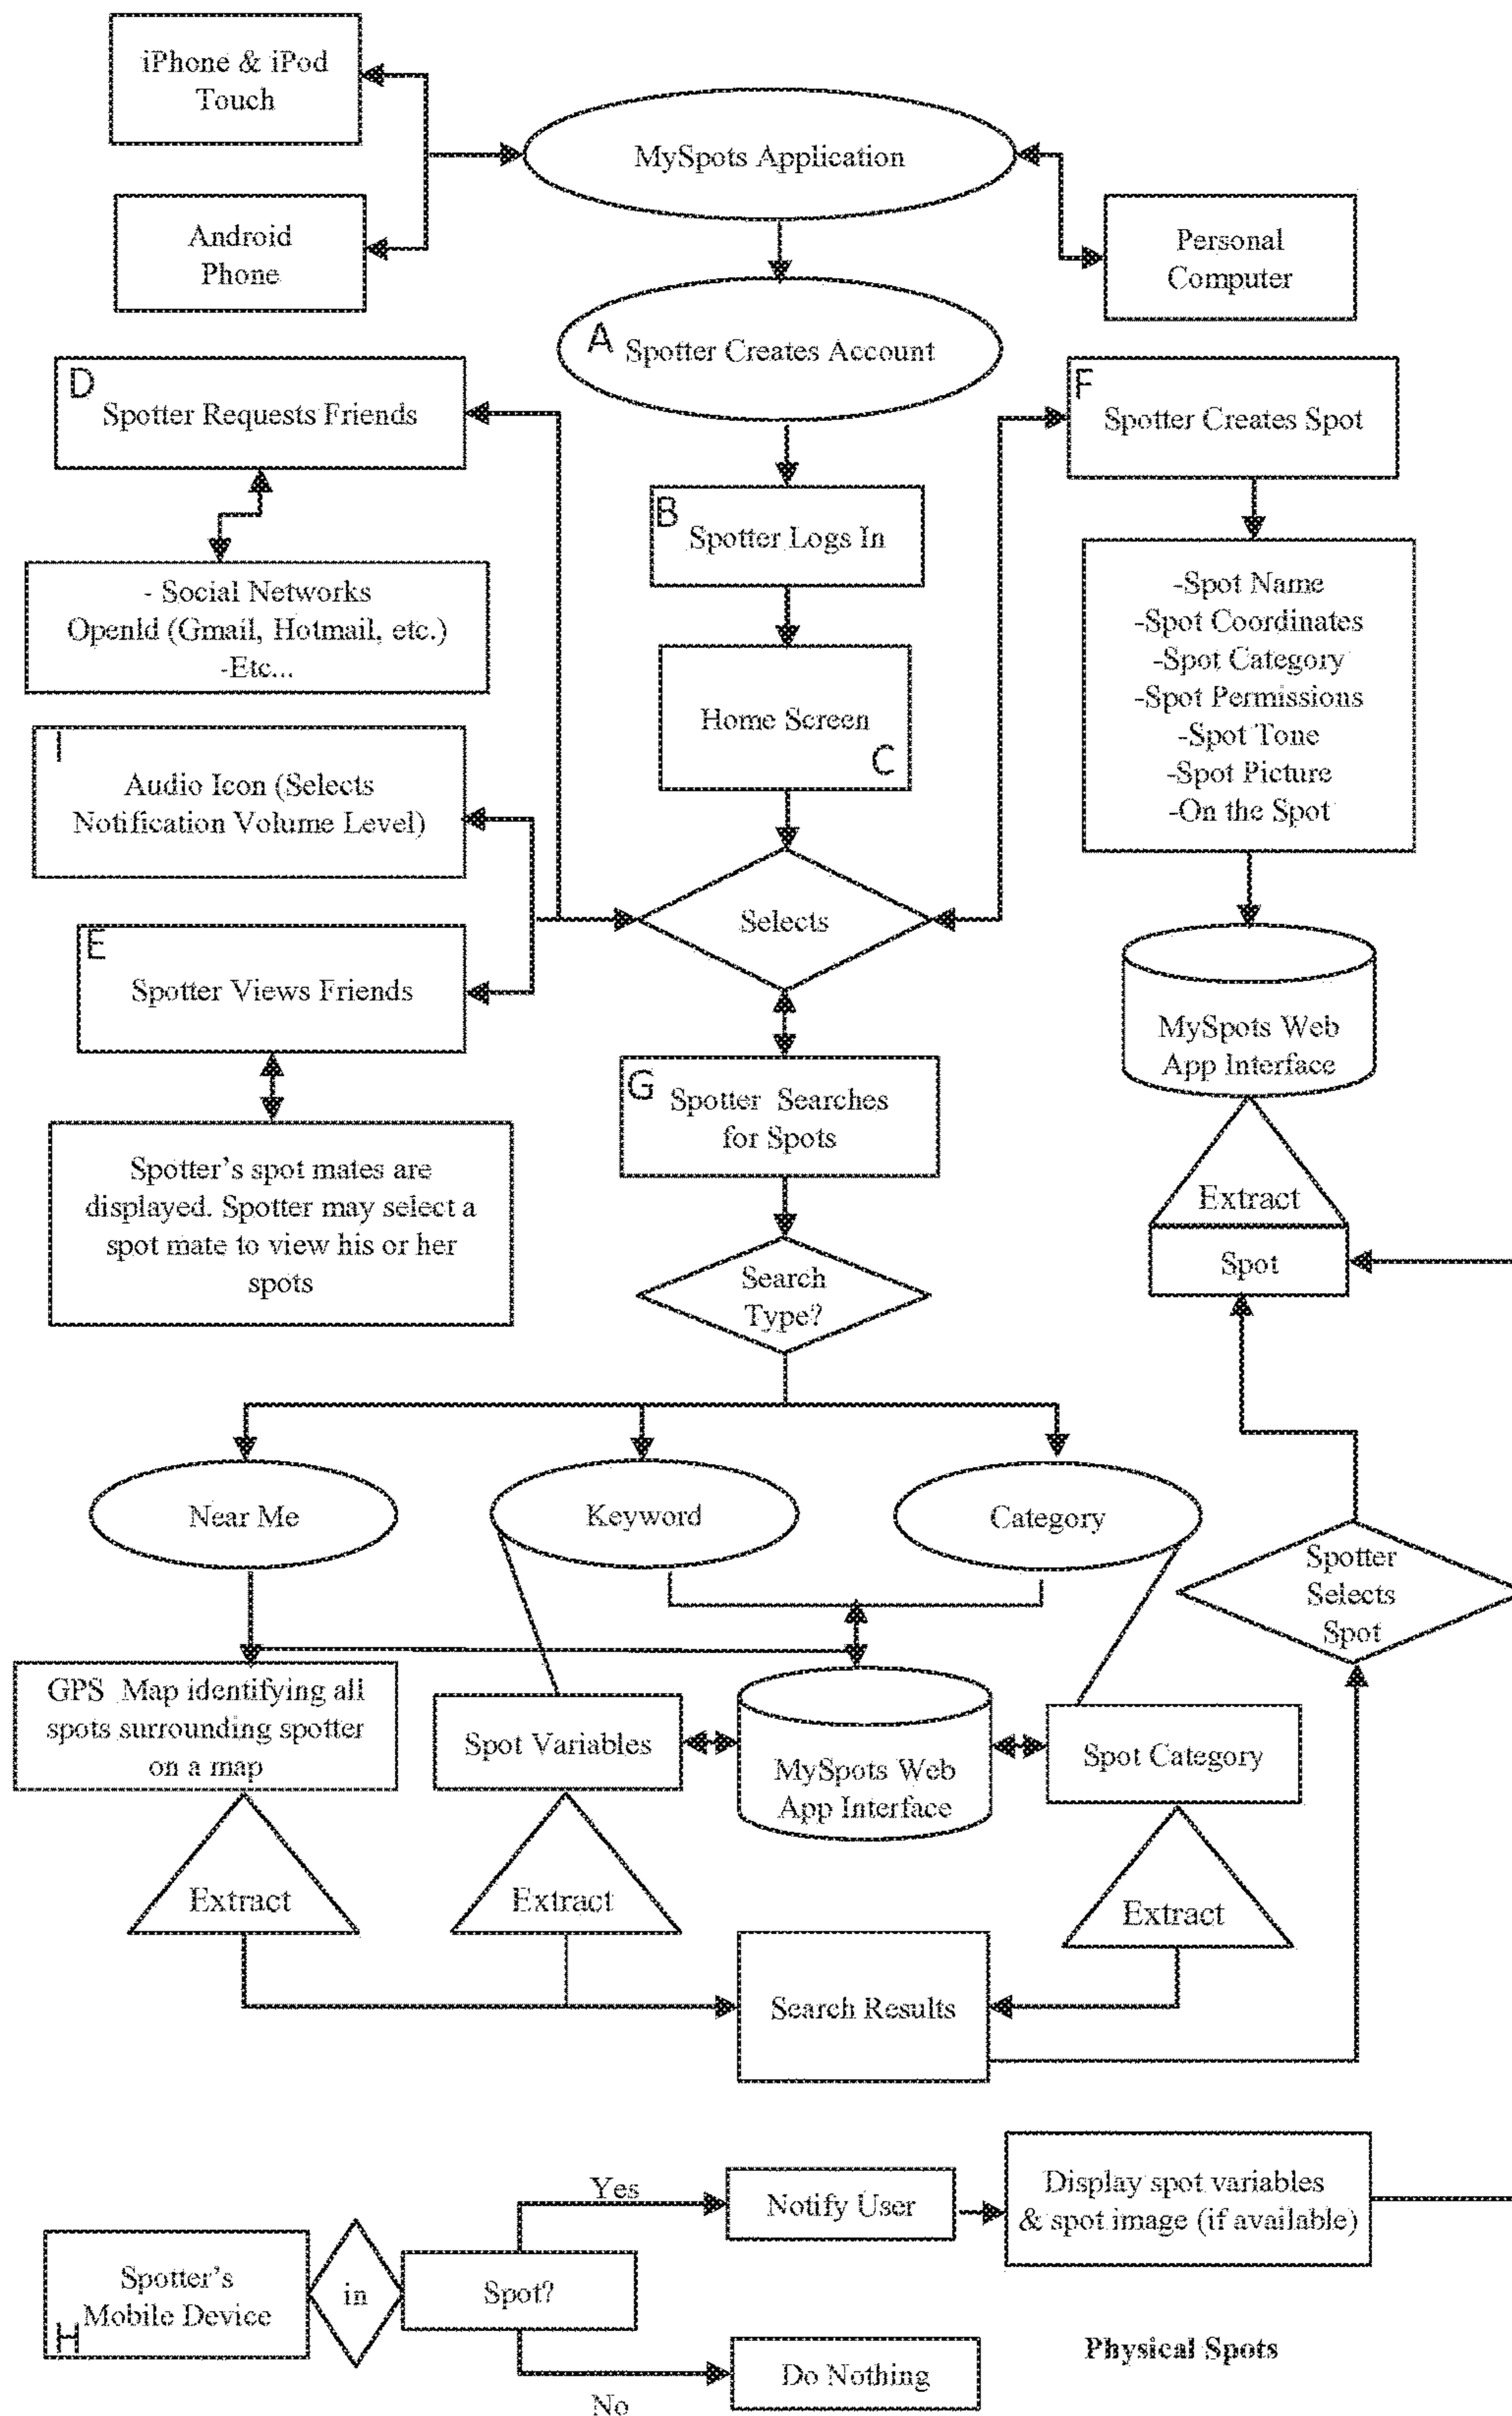 iPhone & iPod
Touch
MySpots Application
Android
Phone
Personal
Computer
A
Spotter Creates Account
D
Spotter Requests Friends
F
Spotter Creates Spot
B
Spotter Logs In
- Social Networks
OpenId (Gmail, Hotmail, etc.)
-Etc...
-Spot Name
-Spot Coordinates
-Spot Category
-Spot Permissions
-Spot Tone
-Spot Picture
-On the Spot
Home Screen
C
I
Audio Icon (Selects
Notification Volume Level)
Selects
E
Spotter Views Friends
MySpots Web
App Interface
G
Spotter Searches
for Spots
Spotter's spot mates are
displayed. Spotter may select a
spot mate to view his or her
spots
Extract
Spot
Search
Type?
Near Me
Keyword
Category
Spotter
Selects
Spot
GPS Map identifying all
spots surrounding spotter
on a map
Spot Variables
MySpots Web
App Interface
Spot Category
Extract
Extract
Extract
Search Results
Yes
Notify User
Display spot variables
& spot image (if available)
Spotter's
Mobile Device
H
in
Spot?
Do Nothing
No
Physical Spots